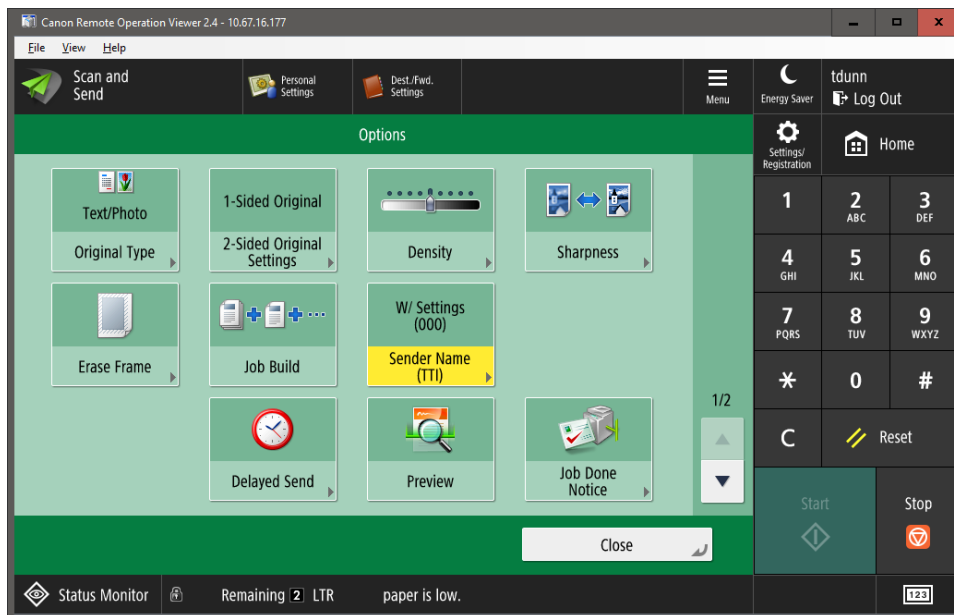 Canon Remote Operation Viewer 2.4 - 10.67.16.177
File View Help
Scan and
Send
Personal
Settings
Dest./Fwd.
Settings
Menu
Energy Saver
tdunn
Log Out
Options
Settings/
Registration
Home
Text/Photo
Original Type
1-Sided Original
2-Sided Original
Settings
Density
Sharpness
Erase Frame
Job Build
W/ Settings
(000)
Sender Name
(TTI)
Delayed Send
Preview
Job Done
Notice
1/2
1
2
ABC
3
DEF
4
GHI
5
JKL
6
MNO
7
PQRS
8
TUV
9
WXYZ
*
0
#
C
Reset
Start
Stop
Close
Status Monitor
Remaining 2 LTR paper is low.
123